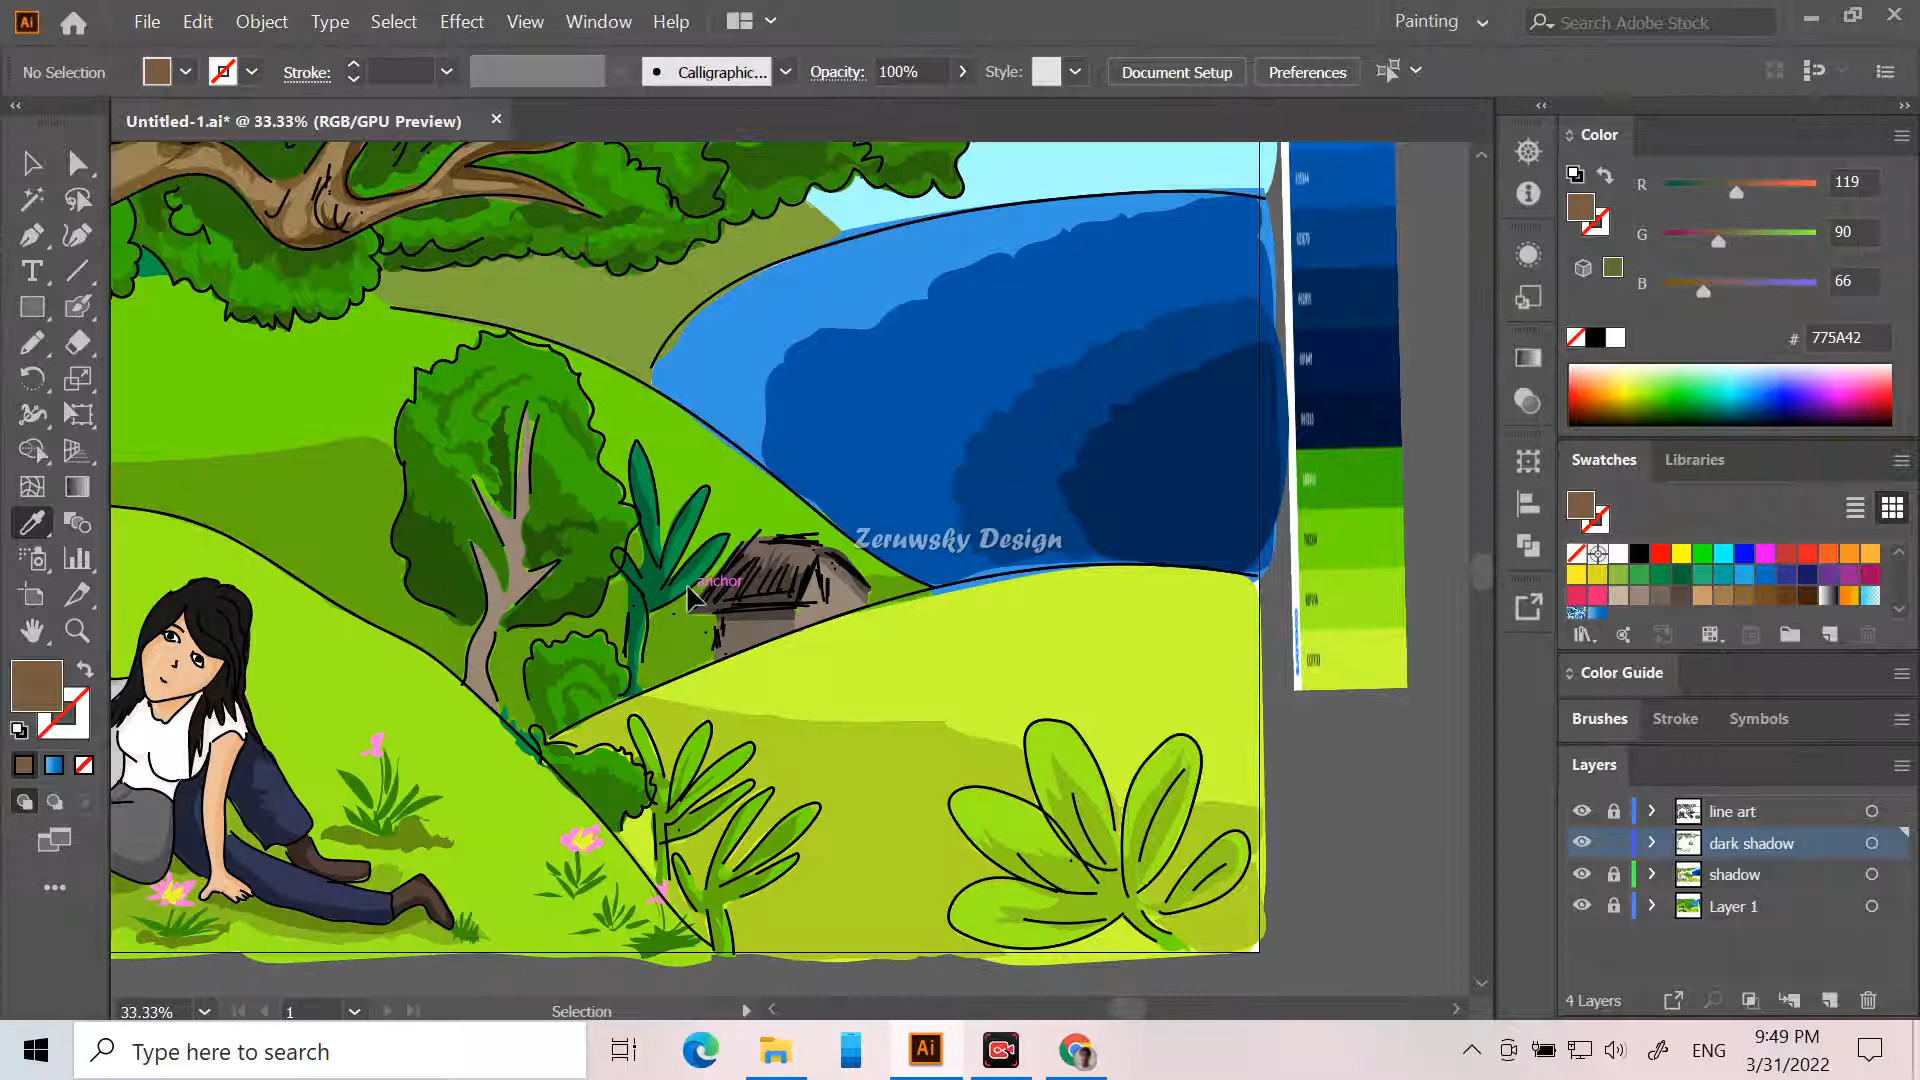 Ai File Edit Object Type Select Effect View Window Help Painting Search Adobe Stock
No Selection Stroke: Calligraphic... Opacity: 100% Style: Document Setup Preferences
Untitled-1.ai* @ 33.33% (RGB/GPU Preview)
Color
R 119
G 90
B 66
# 775A42
Swatches Libraries
Zeruwsky Design
anchor
Color Guide
Brushes Stroke Symbols
Layers
line art
dark shadow
shadow
Layer 1
4 Layers
33.33% 1 Selection
Type here to search
Ai
ENG
9:49 PM
3/31/2022